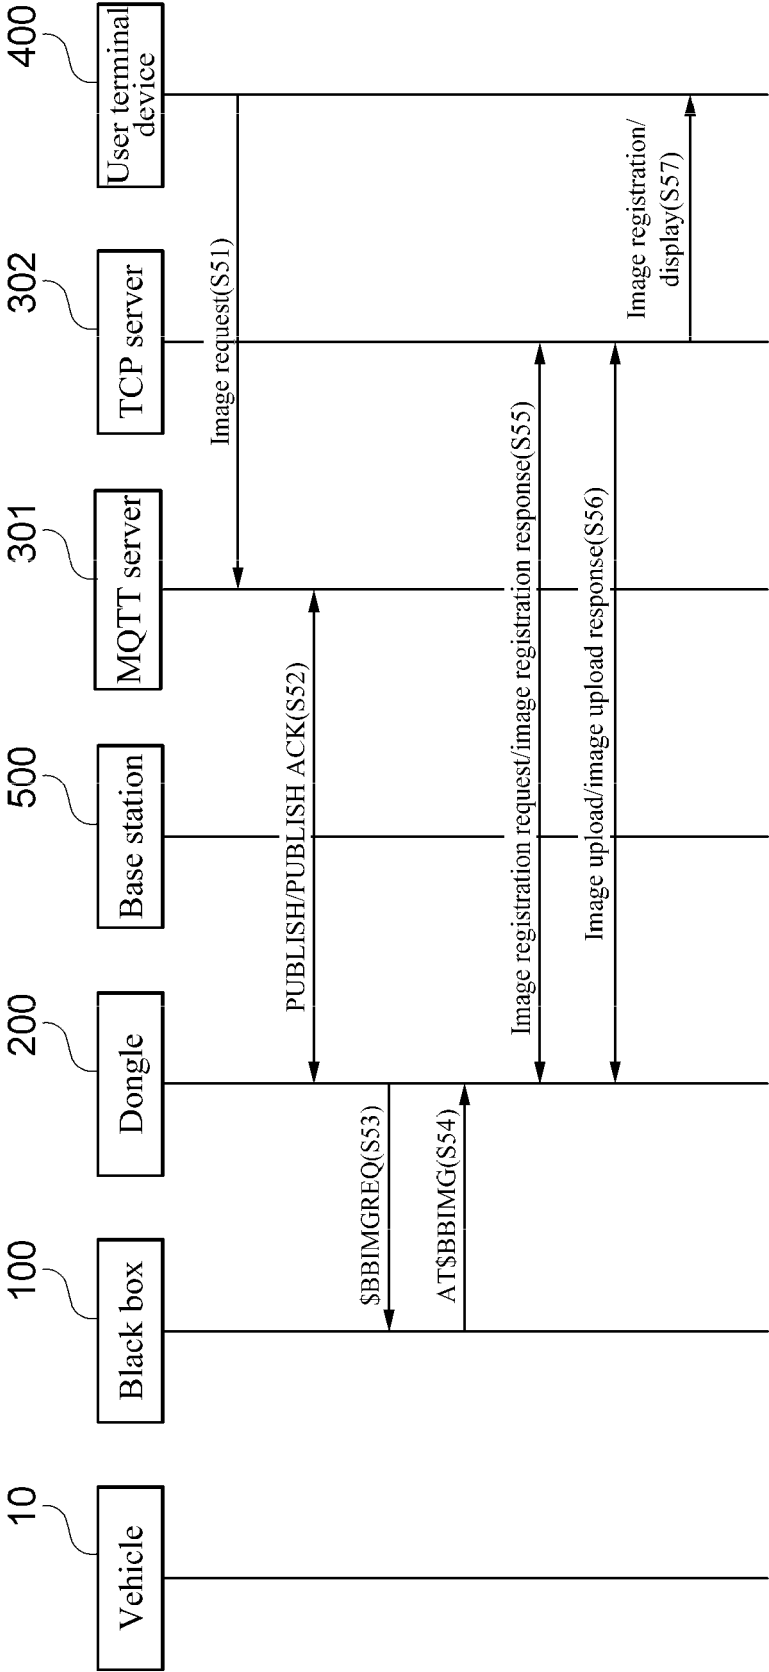 10
100
200
500
301
302
400
Vehicle
Black box
Dongle
Base station
MQTT server
TCP server
User terminal
device
Image request(S51)
PUBLISH/PUBLISH ACK(S52)
$BBIMGREQ(S53)
AT$BBIMG(S54)
Image registration request/image registration response(S55)
Image upload/image upload response(S56)
Image registration/
display(S57)